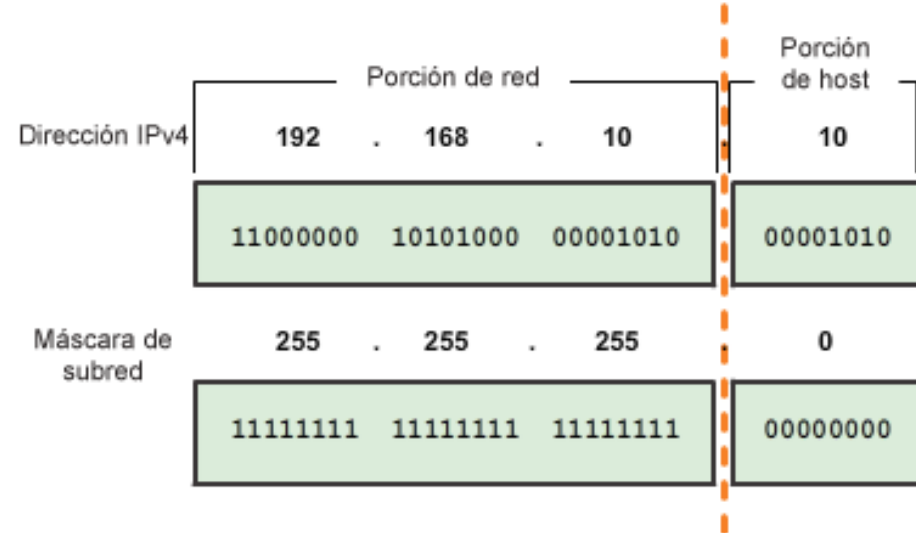 Porción de red
Porción
de host
Dirección IPv4
192 . 168 . 10 . 10
11000000 10101000 00001010 00001010
Máscara de
subred
255 . 255 . 255 . 0
11111111 11111111 11111111 00000000